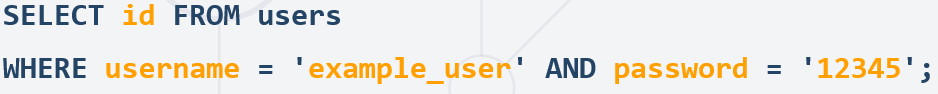 SELECT id FROM users
WHERE username = 'example_user' AND password = '12345';